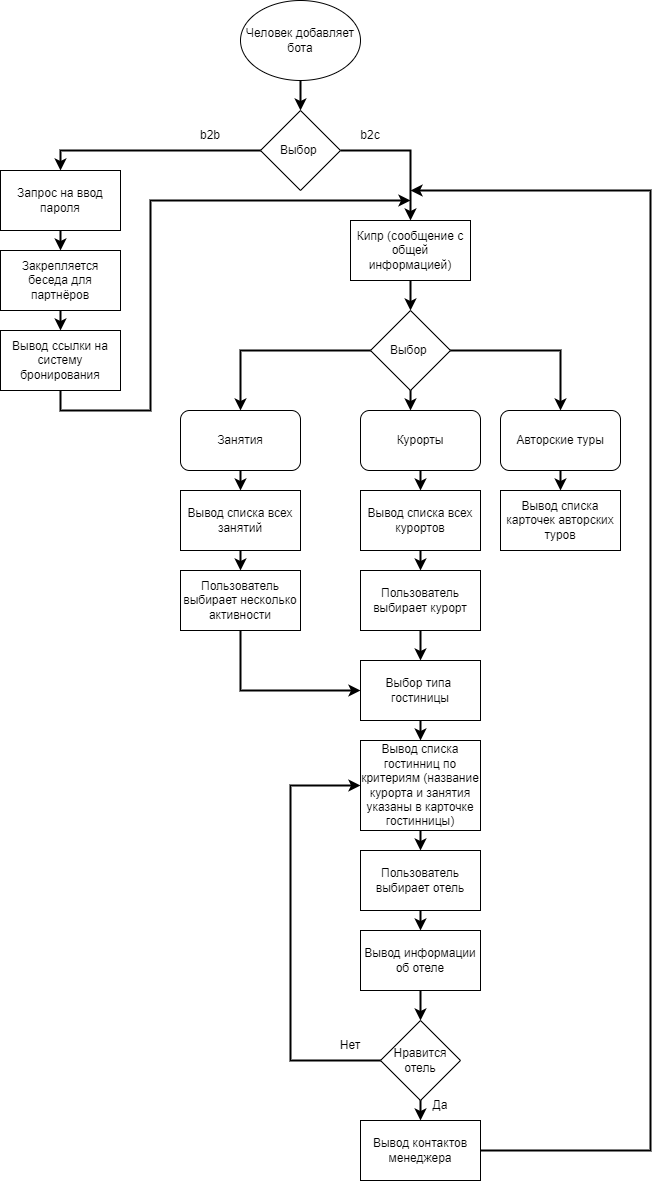 Человек добавляет
бота
b2b
b2c
Выбор
Запрос на ввод
пароля
Закрепляется
беседа для
партнёров
Вывод ссылки на
систему
бронирования
Кипр (сообщение с
общей
информацией)
Выбор
Занятия
Курорты
Авторские туры
Вывод списка всех
занятий
Вывод списка всех
курортов
Вывод списка
карточек авторских
туров
Пользователь
выбирает несколько
активности
Пользователь
выбирает курорт
Выбор типа
гостиницы
Вывод списка
гостинниц по
критериям (название
курорта и занятия
указаны в карточке
гостинницы)
Пользователь
выбирает отель
Вывод информации
об отеле
Нет
Нравится
отель
Да
Вывод контактов
менеджера